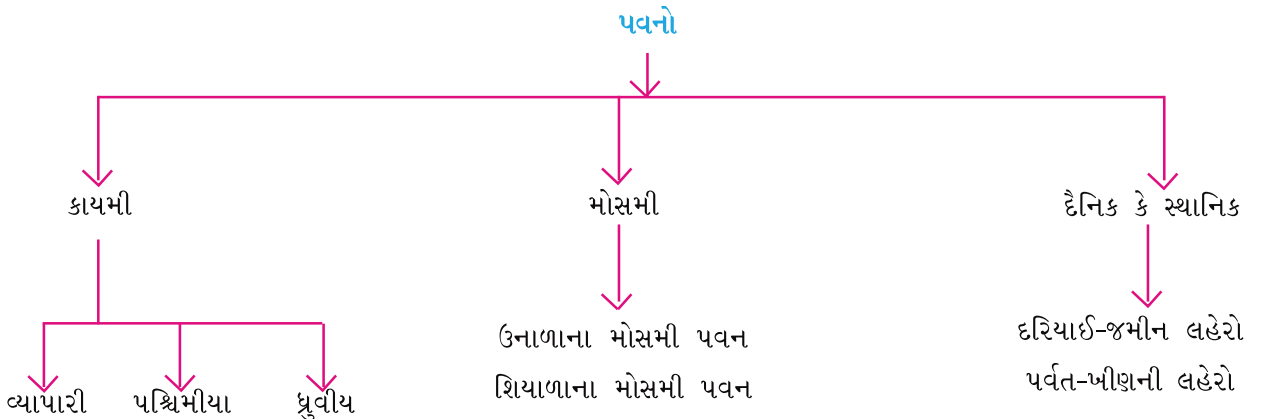 પવનો
કાયમી
મોસમી
દૈનિક કે સ્થાનિક
ઉનાળાના મોસમી પવન
શિયાળાના મોસમી પવન
દરિયાઈ-જમીન લહેરો
પર્વત-ખીણની લહેરો
વ્યાપારી
પશ્ચિમીયા
ધ્રુવીય